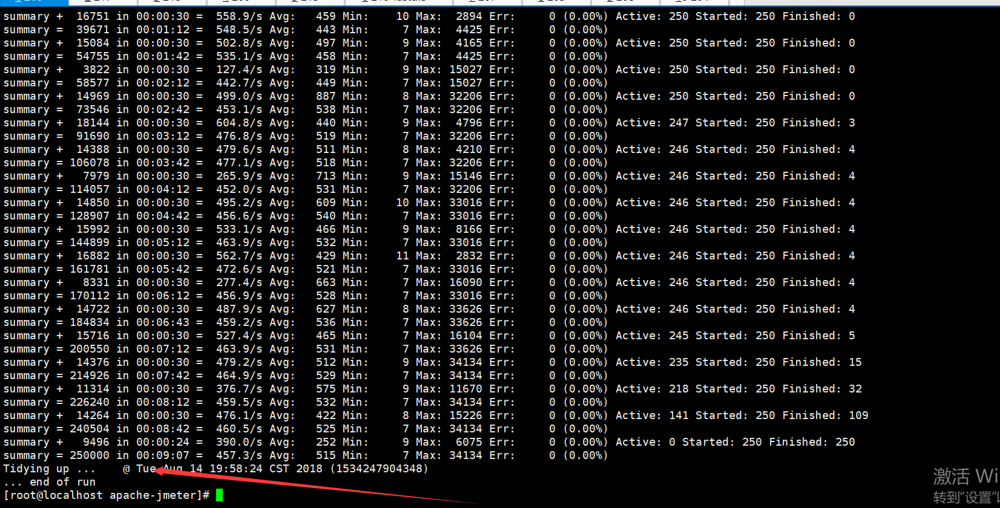 summary +  16751 in 00:00:30 =  558.9/s Avg:   459 Min:    10 Max:  2894 Err:     0 (0.00%) Active: 250 Started: 250 Finished: 0
summary =  39671 in 00:01:12 =  548.5/s Avg:   443 Min:     7 Max:  4425 Err:     0 (0.00%)
summary +  15084 in 00:00:30 =  502.8/s Avg:   497 Min:     9 Max:  4165 Err:     0 (0.00%) Active: 250 Started: 250 Finished: 0
summary =  54755 in 00:01:42 =  535.1/s Avg:   458 Min:     7 Max:  4425 Err:     0 (0.00%)
summary +   3822 in 00:00:30 =  127.4/s Avg:   319 Min:     9 Max: 15027 Err:     0 (0.00%) Active: 250 Started: 250 Finished: 0
summary =  58577 in 00:02:12 =  442.7/s Avg:   449 Min:     7 Max: 15027 Err:     0 (0.00%)
summary +  14969 in 00:00:30 =  499.0/s Avg:   887 Min:     8 Max: 32206 Err:     0 (0.00%) Active: 250 Started: 250 Finished: 0
summary =  73546 in 00:02:42 =  453.1/s Avg:   538 Min:     7 Max: 32206 Err:     0 (0.00%)
summary +  18144 in 00:00:30 =  604.8/s Avg:   440 Min:     9 Max:  4796 Err:     0 (0.00%) Active: 247 Started: 250 Finished: 3
summary =  91690 in 00:03:12 =  476.8/s Avg:   519 Min:     7 Max: 32206 Err:     0 (0.00%)
summary +  14388 in 00:00:30 =  479.6/s Avg:   511 Min:     8 Max:  4210 Err:     0 (0.00%) Active: 246 Started: 250 Finished: 4
summary = 106078 in 00:03:42 =  477.1/s Avg:   518 Min:     7 Max: 32206 Err:     0 (0.00%)
summary +   7979 in 00:00:30 =  265.9/s Avg:   713 Min:     9 Max: 15146 Err:     0 (0.00%) Active: 246 Started: 250 Finished: 4
summary = 114057 in 00:04:12 =  452.0/s Avg:   531 Min:     7 Max: 32206 Err:     0 (0.00%)
summary +  14850 in 00:00:30 =  495.2/s Avg:   609 Min:    10 Max: 33016 Err:     0 (0.00%) Active: 246 Started: 250 Finished: 4
summary = 128907 in 00:04:42 =  456.6/s Avg:   540 Min:     7 Max: 33016 Err:     0 (0.00%)
summary +  15992 in 00:00:30 =  533.1/s Avg:   466 Min:     9 Max:  8166 Err:     0 (0.00%) Active: 246 Started: 250 Finished: 4
summary = 144899 in 00:05:12 =  463.9/s Avg:   532 Min:     7 Max: 33016 Err:     0 (0.00%)
summary +  16882 in 00:00:30 =  562.7/s Avg:   429 Min:    11 Max:  2832 Err:     0 (0.00%) Active: 246 Started: 250 Finished: 4
summary = 161781 in 00:05:42 =  472.6/s Avg:   521 Min:     7 Max: 33016 Err:     0 (0.00%)
summary +   8331 in 00:00:30 =  277.4/s Avg:   663 Min:     7 Max: 16090 Err:     0 (0.00%) Active: 246 Started: 250 Finished: 4
summary = 170112 in 00:06:12 =  456.9/s Avg:   528 Min:     7 Max: 33016 Err:     0 (0.00%)
summary +  14722 in 00:00:30 =  487.9/s Avg:   627 Min:     8 Max: 33626 Err:     0 (0.00%) Active: 246 Started: 250 Finished: 4
summary = 184834 in 00:06:43 =  459.2/s Avg:   536 Min:     7 Max: 33626 Err:     0 (0.00%)
summary +  15716 in 00:00:30 =  527.4/s Avg:   465 Min:     7 Max: 16104 Err:     0 (0.00%) Active: 245 Started: 250 Finished: 5
summary = 200550 in 00:07:12 =  463.9/s Avg:   531 Min:     7 Max: 33626 Err:     0 (0.00%)
summary +  14376 in 00:00:30 =  479.2/s Avg:   512 Min:     9 Max: 34134 Err:     0 (0.00%) Active: 235 Started: 250 Finished: 15
summary = 214926 in 00:07:42 =  464.9/s Avg:   529 Min:     7 Max: 34134 Err:     0 (0.00%)
summary +  11314 in 00:00:30 =  376.7/s Avg:   575 Min:     9 Max: 11670 Err:     0 (0.00%) Active: 218 Started: 250 Finished: 32
summary = 226240 in 00:08:12 =  459.5/s Avg:   532 Min:     7 Max: 34134 Err:     0 (0.00%)
summary +  14264 in 00:00:30 =  476.1/s Avg:   422 Min:     8 Max: 15226 Err:     0 (0.00%) Active: 141 Started: 250 Finished: 109
summary = 240504 in 00:08:42 =  460.5/s Avg:   525 Min:     7 Max: 34134 Err:     0 (0.00%)
summary +   9496 in 00:00:24 =  390.0/s Avg:   252 Min:     9 Max:  6075 Err:     0 (0.00%) Active: 0 Started: 250 Finished: 250
summary = 250000 in 00:09:07 =  457.3/s Avg:   515 Min:     7 Max: 34134 Err:     0 (0.00%)
Tidying up ...    @ Tue Aug 14 19:58:24 CST 2018 (1534247904348)
... end of run
[root@localhost apache-jmeter]#
激活 Wi
转到"设置"